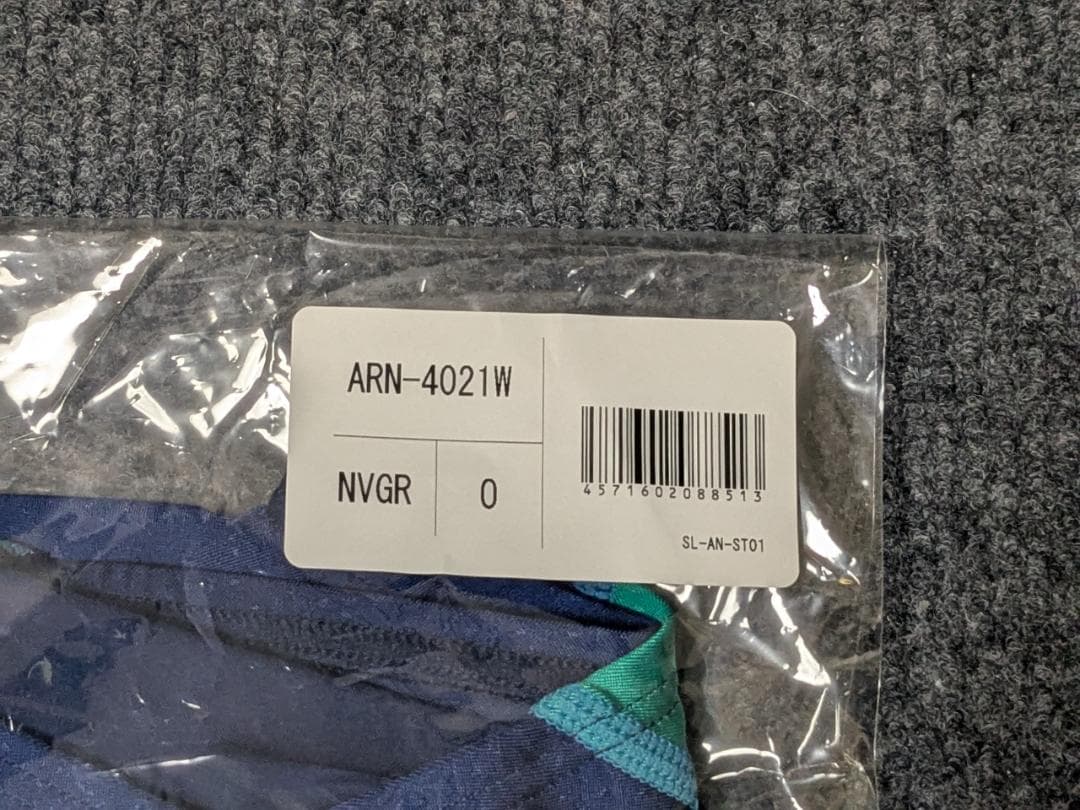 ARN-4021W
NVGR
0
4571602088513
SL-AN-ST01